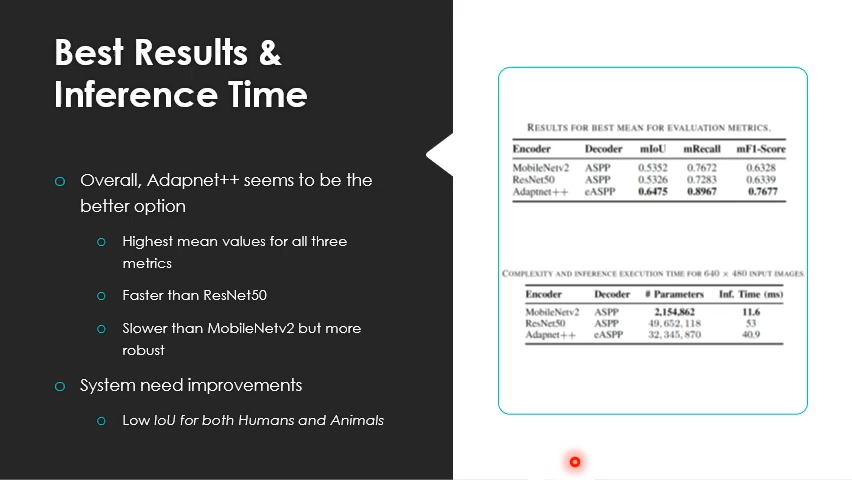 Best Results &
Inference Time
Overall, Adapnet++ seems to be the
better option
Highest mean values for all three
metrics
Faster than ResNet50
Slower than MobileNetv2 but more
robust
System need improvements
Low IoU for both Humans and Animals
RESULTS FOR BEST MEAN FOR EVALUATION METRICS.
Encoder Decoder mIoU mRecall mF1-Score
MobileNetv2 ASPP 0.5352 0.7672 0.6328
ResNet50 ASPP 0.5326 0.7283 0.6339
Adaptnet++ eASPP 0.6475 0.8967 0.7677
COMPLEXITY AND INFERENCE EXECUTION TIME FOR 640 × 480 INPUT IMAGES.
Encoder Decoder # Parameters Inf. Time (ms)
MobileNetv2 ASPP 2,154,862 11.6
ResNet50 ASPP 49,652,118 53
Adapnet++ eASPP 32,345,870 40.9